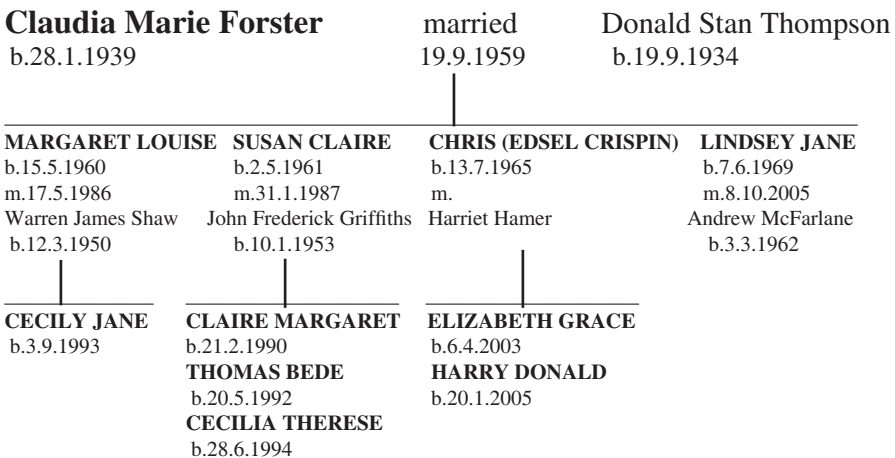 Claudia Marie Forster married Donald Stan Thompson
b.28.1.1939 19.9.1959 b.19.9.1934
MARGARET LOUISE SUSAN CLAIRE CHRIS (EDSEL CRISPIN) LINDSEY JANE
b.15.5.1960 b.2.5.1961 b.13.7.1965 b.7.6.1969
m.17.5.1986 m.31.1.1987 m. m.8.10.2005
Warren James Shaw John Frederick Griffiths Harriet Hamer Andrew McFarlane
b.12.3.1950 b.10.1.1953 b.3.3.1962
CECILY JANE CLAIRE MARGARET ELIZABETH GRACE
b.3.9.1993 b.21.2.1990 b.6.4.2003
THOMAS BEDE HARRY DONALD
b.20.5.1992 b.20.1.2005
CECILIA THERESE
b.28.6.1994